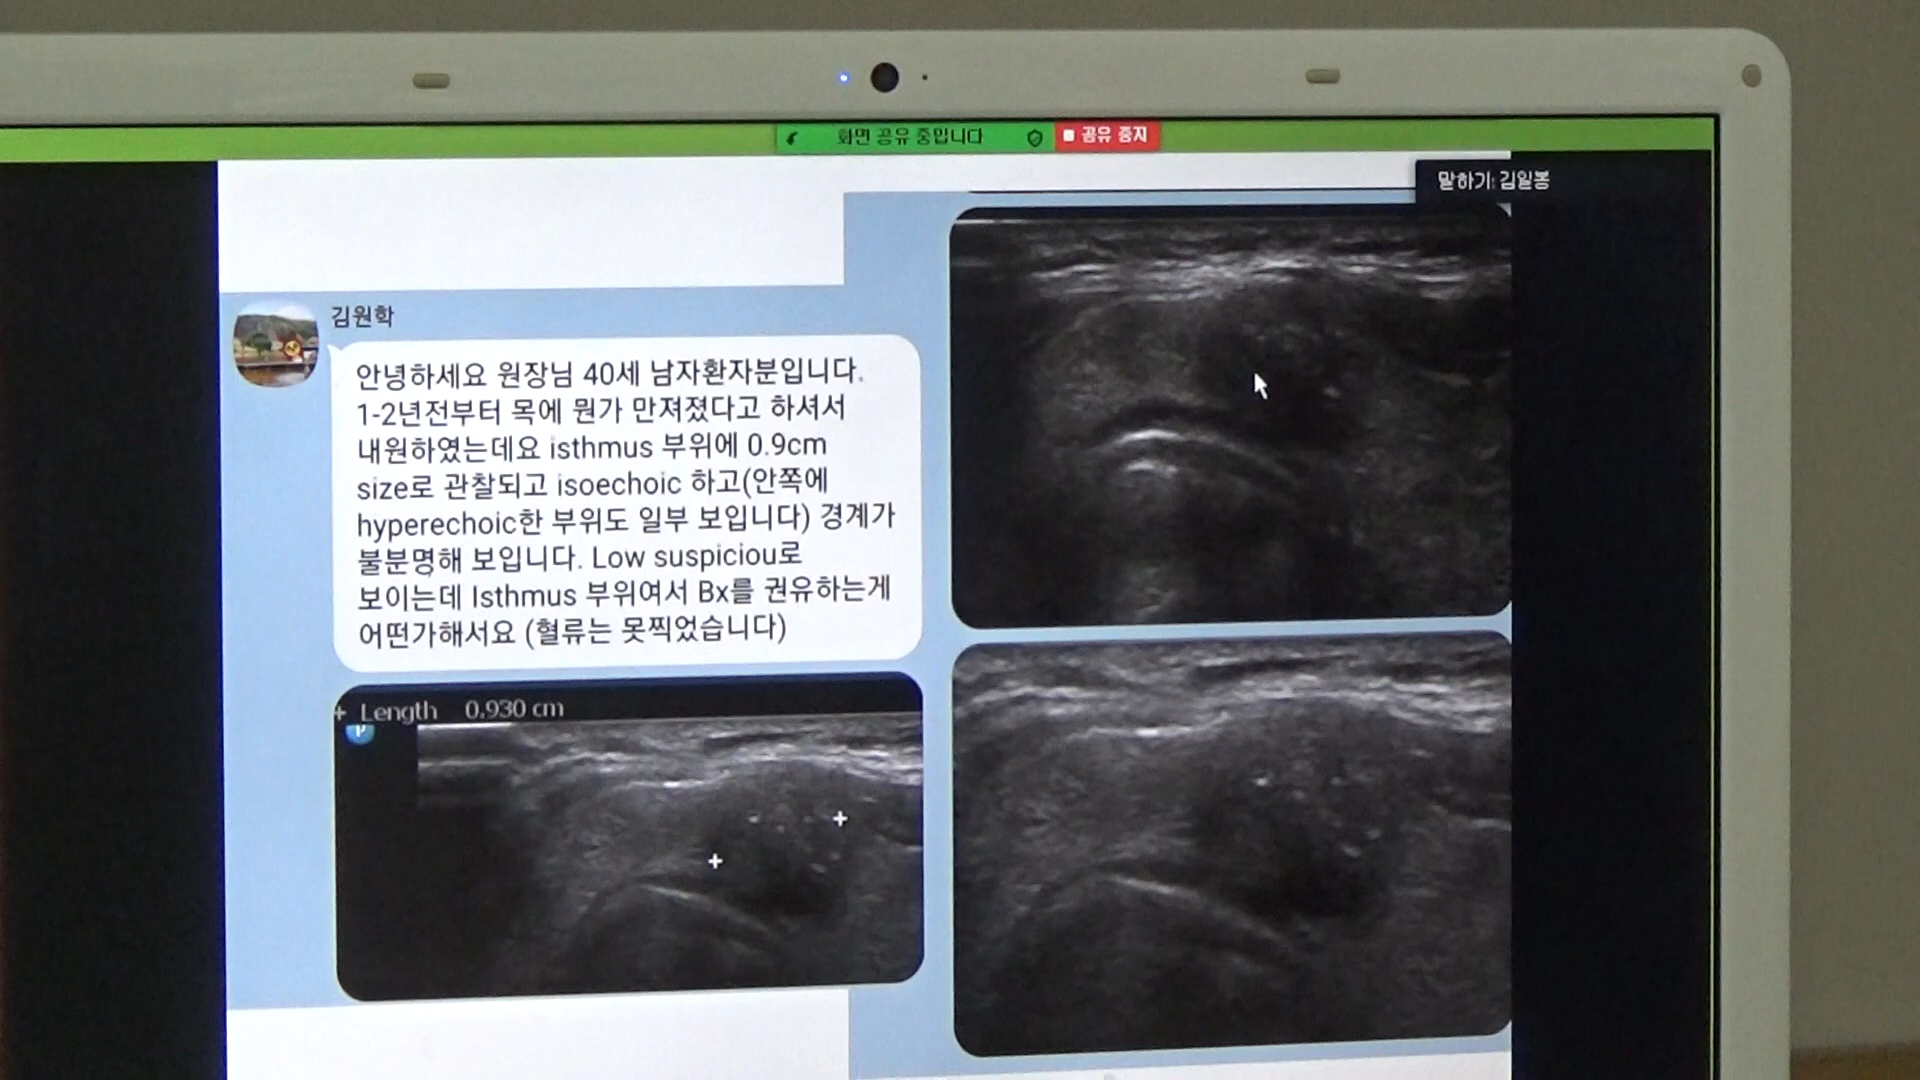 화면 공유 중입니다
공유 중지
말하기: 김일봉
김원학
안녕하세요 원장님 40세 남자환자분입니다.
1-2년전부터 목에 뭔가 만져졌다고 하셔서
내원하였는데요 isthmus 부위에 0.9cm
size로 관찰되고 isoechoic 하고(안쪽에
hyperechoic한 부위도 일부 보입니다) 경계가
불분명해 보입니다. Low suspiciou로
보이는데 Isthmus 부위여서 Bx를 권유하는게
어떤가해서요 (혈류는 못찍었습니다)
+ Length 0.930 cm
P